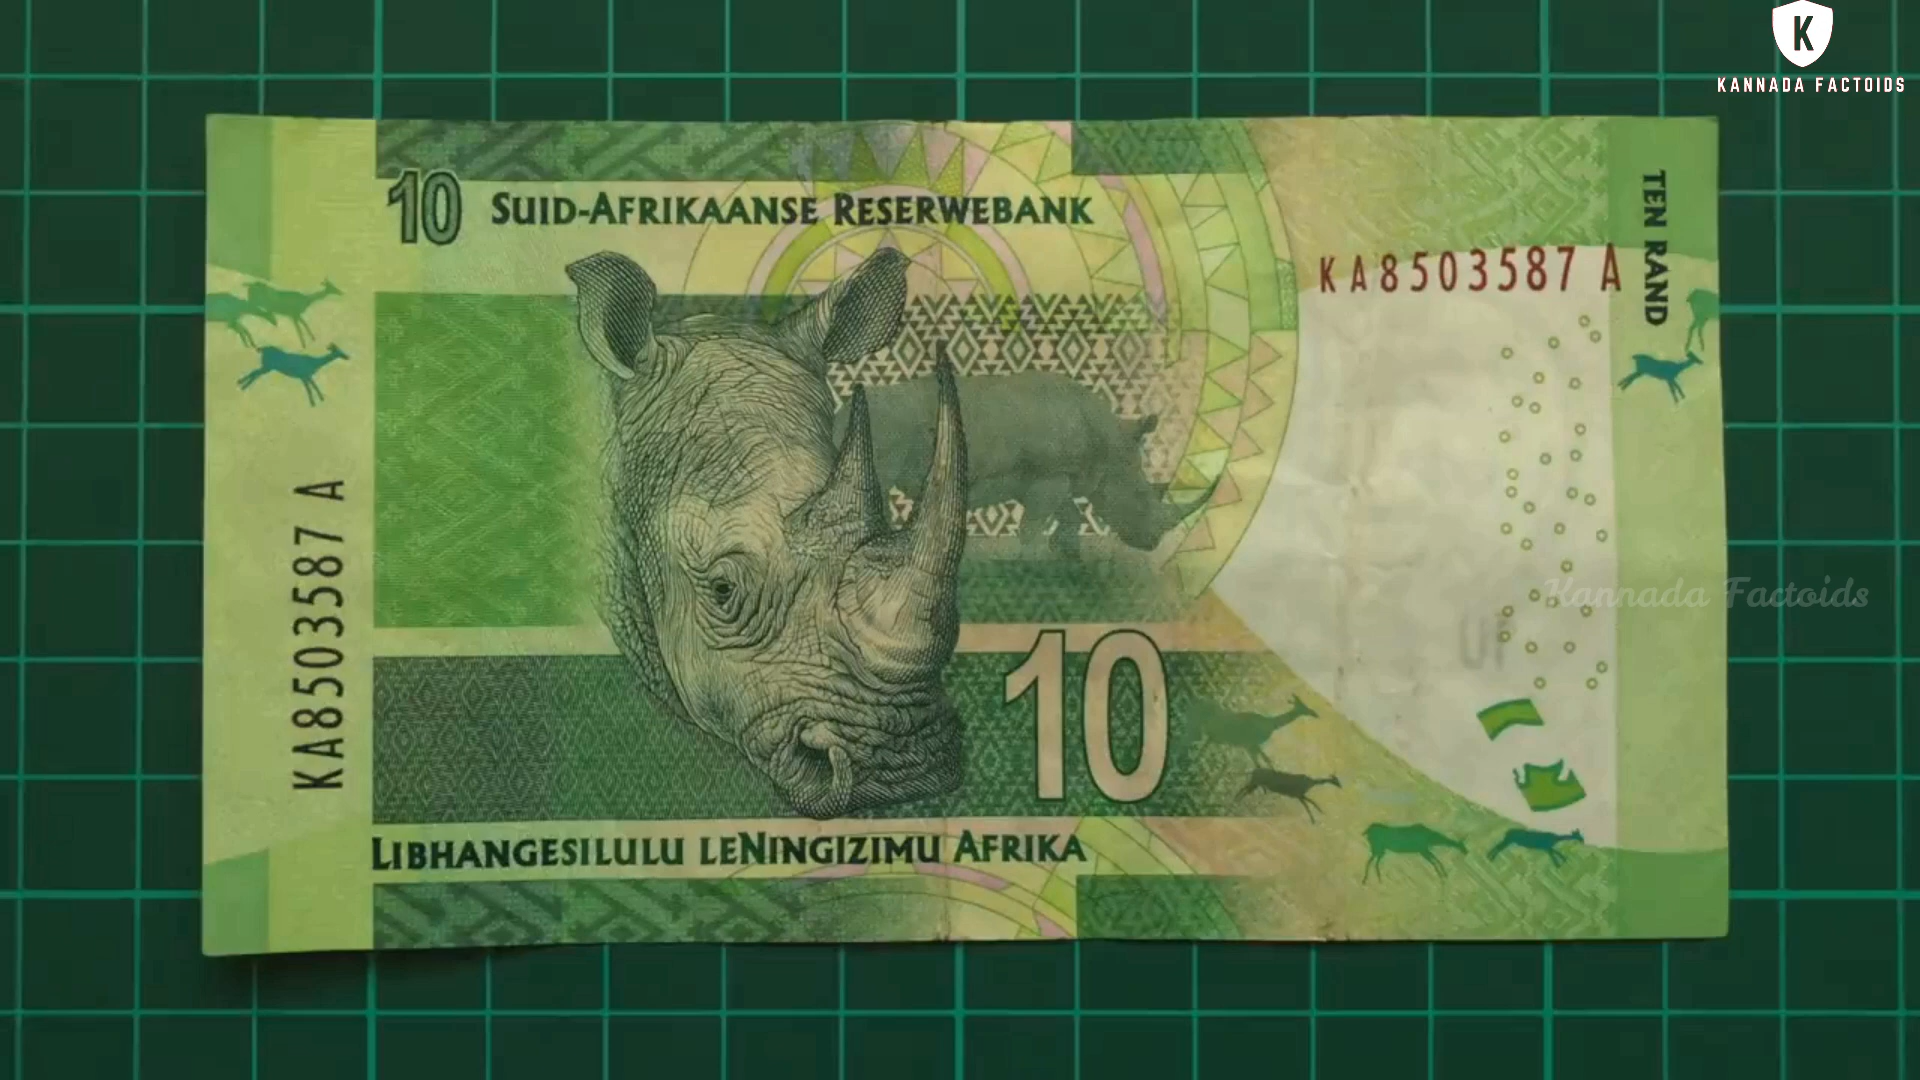 K
KANNADA FACTOIDS
10 SUID-AFRIKAANSE RESERWEBANK
TEN RAND
KA8503587 A
KA8503587 A
Kannada Factoids
10
LIBHANGESILULU LENINGIZIMU AFRIKA